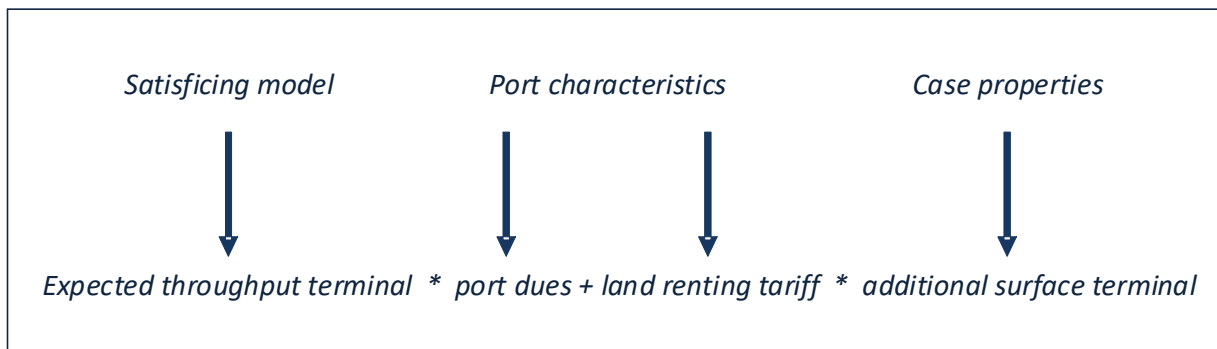 Satisficing model Port characteristics Case properties
Expected throughput terminal * port dues + land renting tariff * additional surface terminal